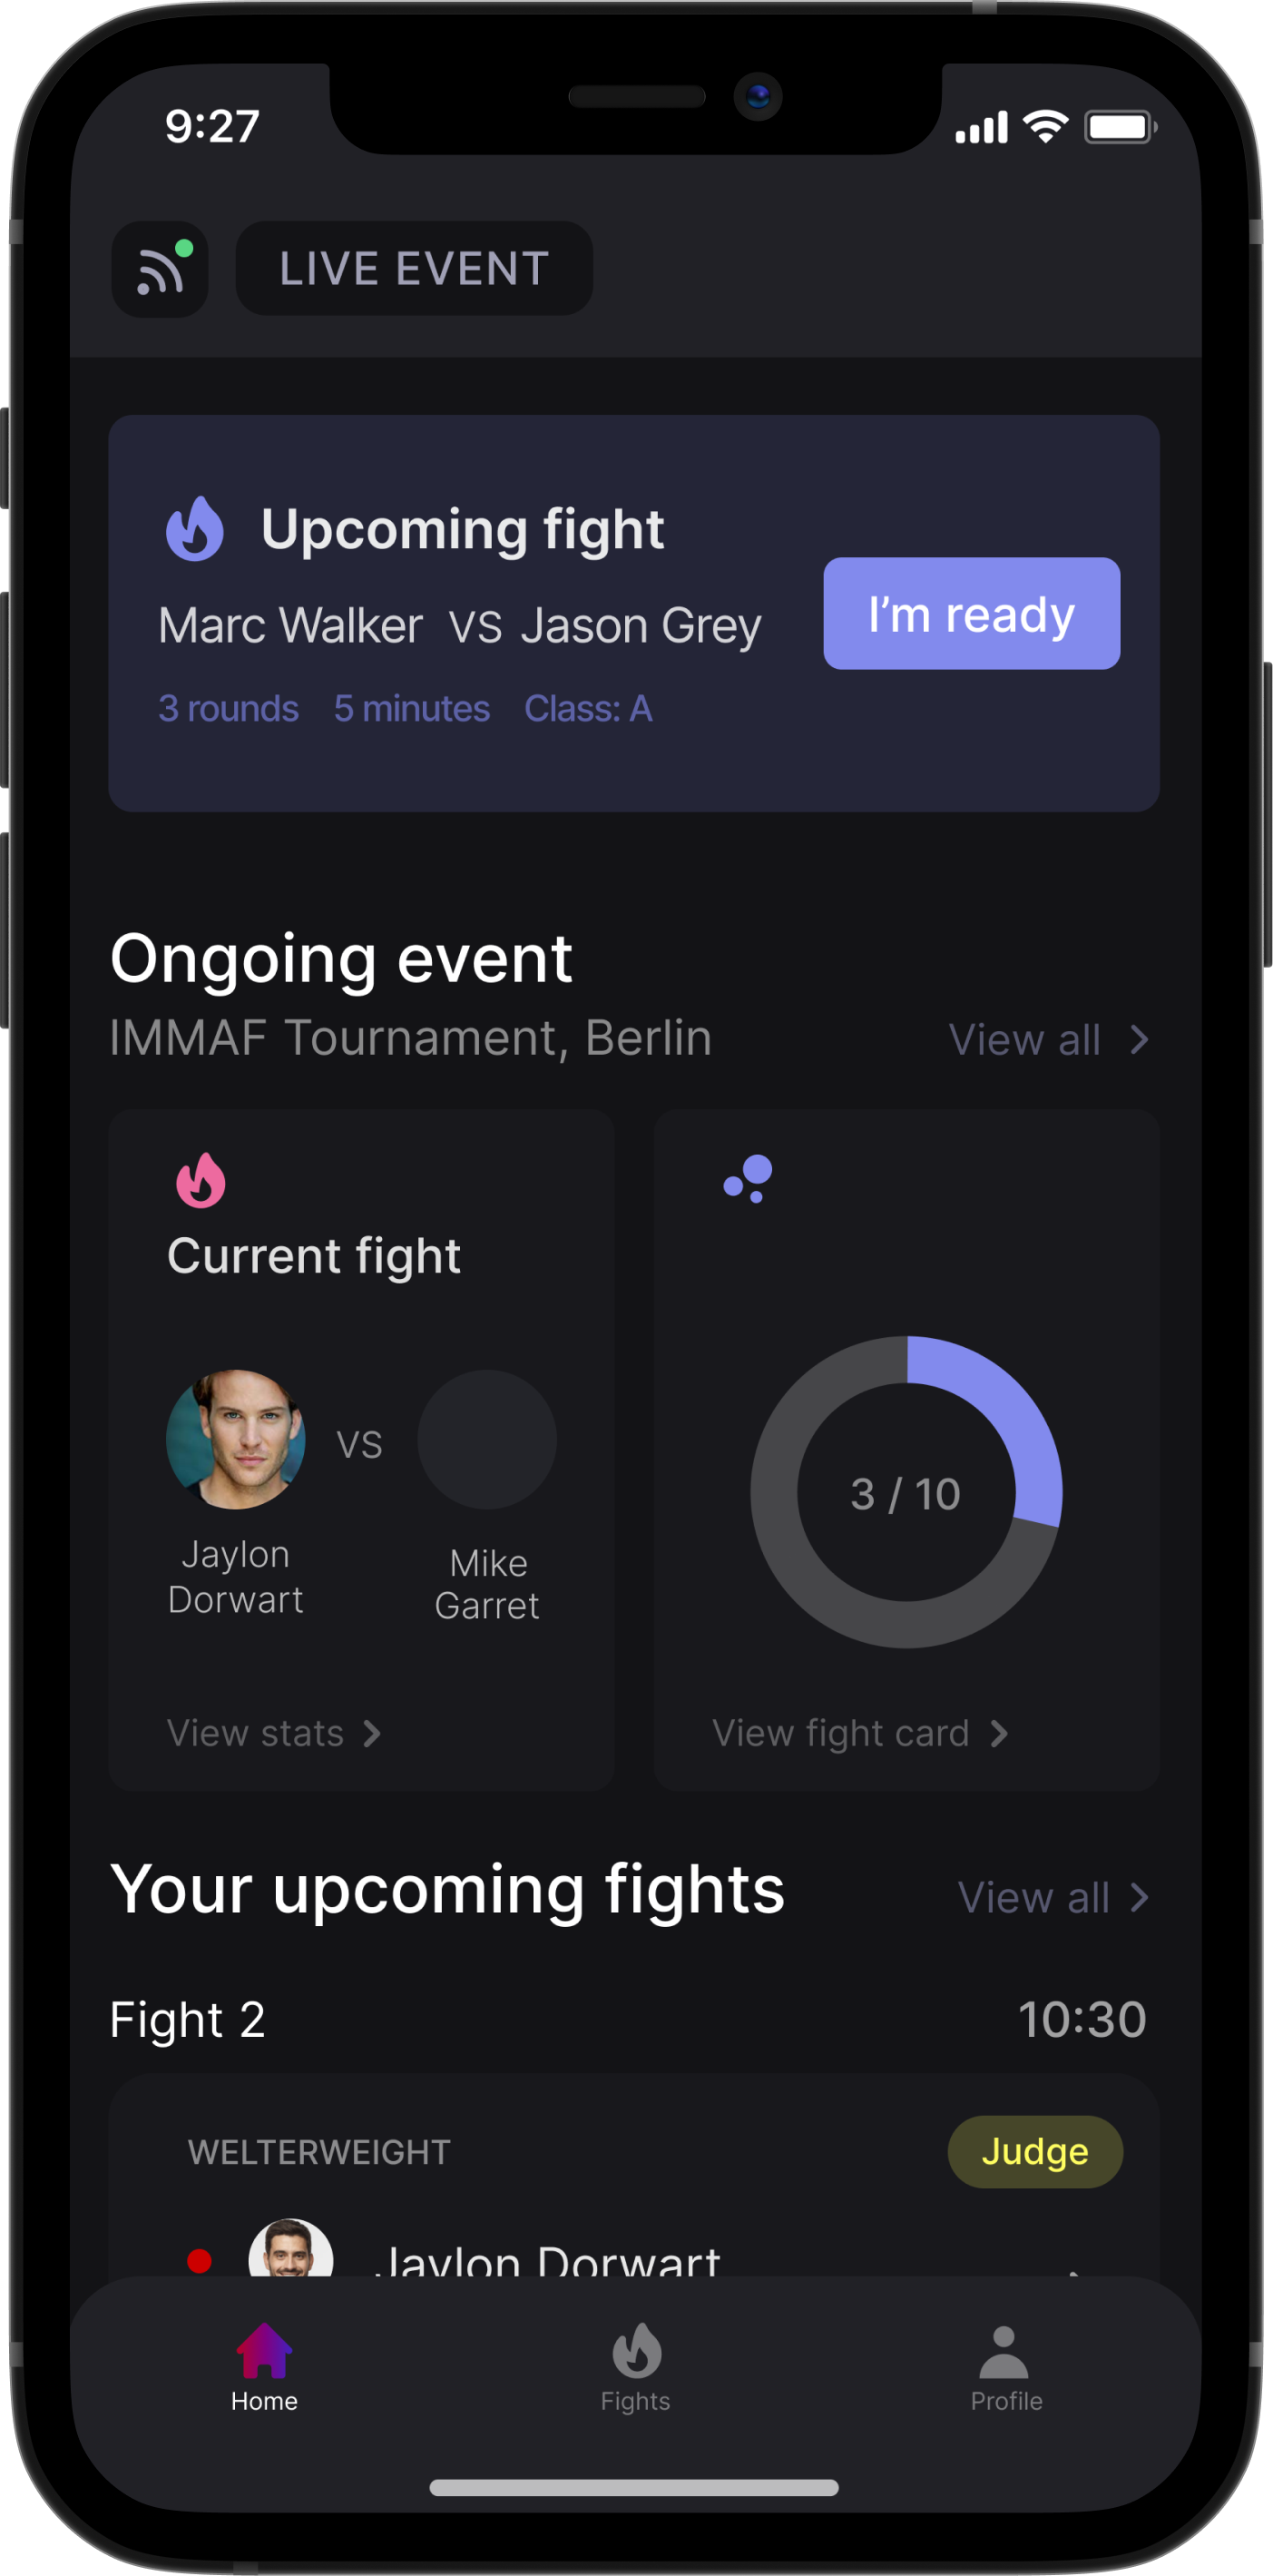 9:27
LIVE EVENT
Upcoming fight
Marc Walker VS Jason Grey
I'm ready
3 rounds 5 minutes Class: A
Ongoing event
IMMAF Tournament, Berlin
View all
Current fight
VS
Jaylon
Dorwart
Mike
Garret
View stats
3 / 10
View fight card
Your upcoming fights
View all
Fight 2
10:30
WELTERWEIGHT
Judge
Jaylon Dorwart
Home
Fights
Profile